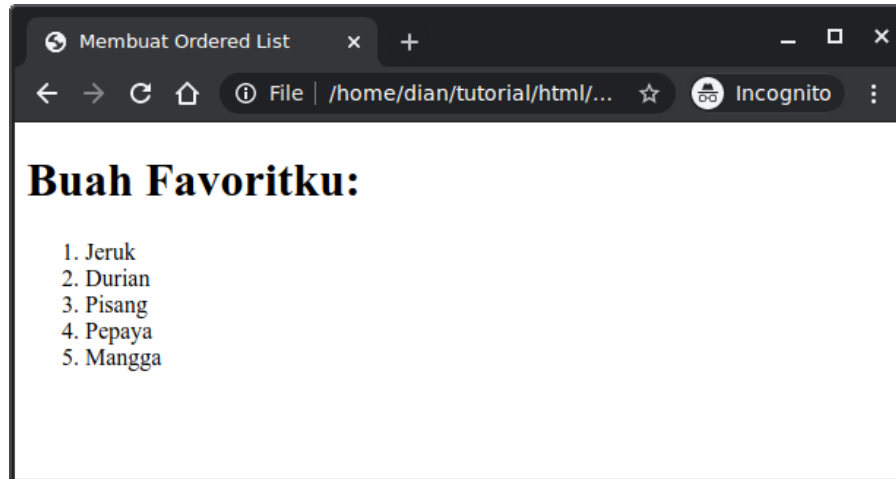 Membuat Ordered List
File /home/dian/tutorial/html/... Incognito
Buah Favoritku:
1. Jeruk
2. Durian
3. Pisang
4. Pepaya
5. Mangga